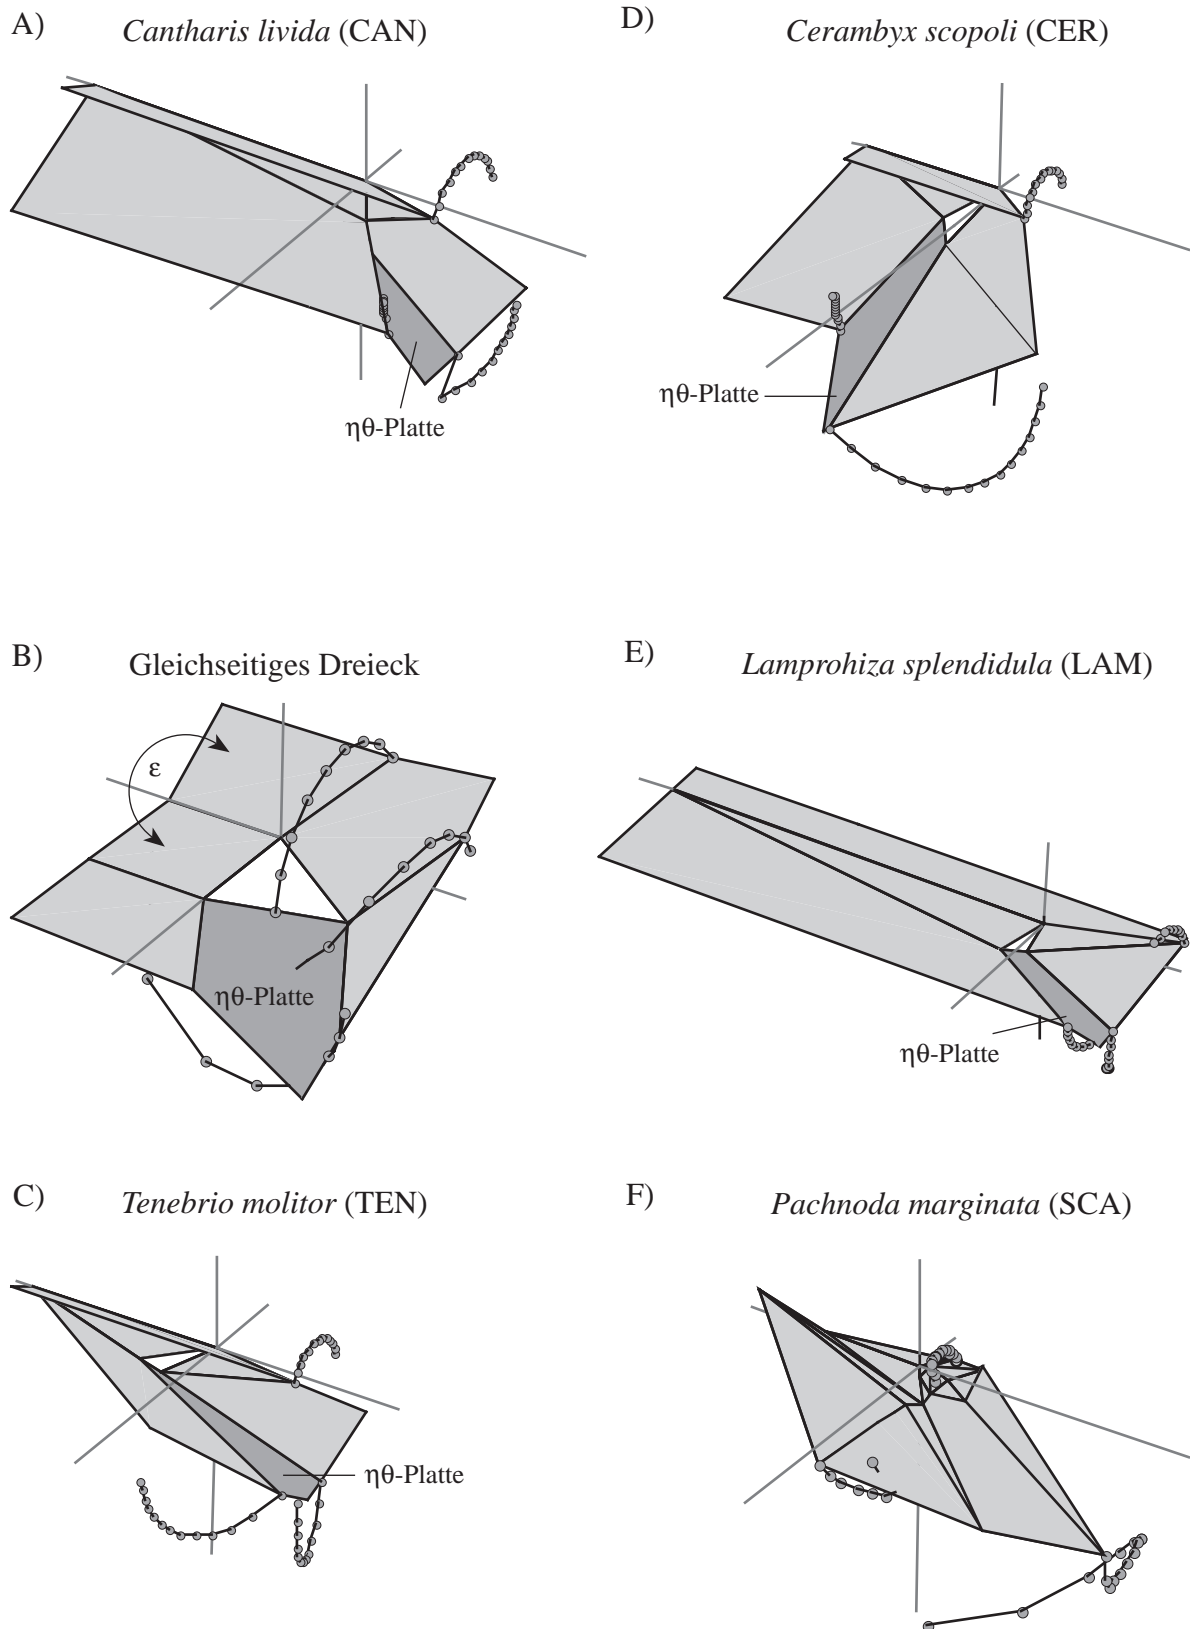 A) Cantharis livida (CAN)
ηθ-Platte
D) Cerambyx scopoli (CER)
ηθ-Platte
B) Gleichseitiges Dreieck
ε
ηθ-Platte
E) Lamprohiza splendidula (LAM)
ηθ-Platte
C) Tenebrio molitor (TEN)
ηθ-Platte
F) Pachnoda marginata (SCA)